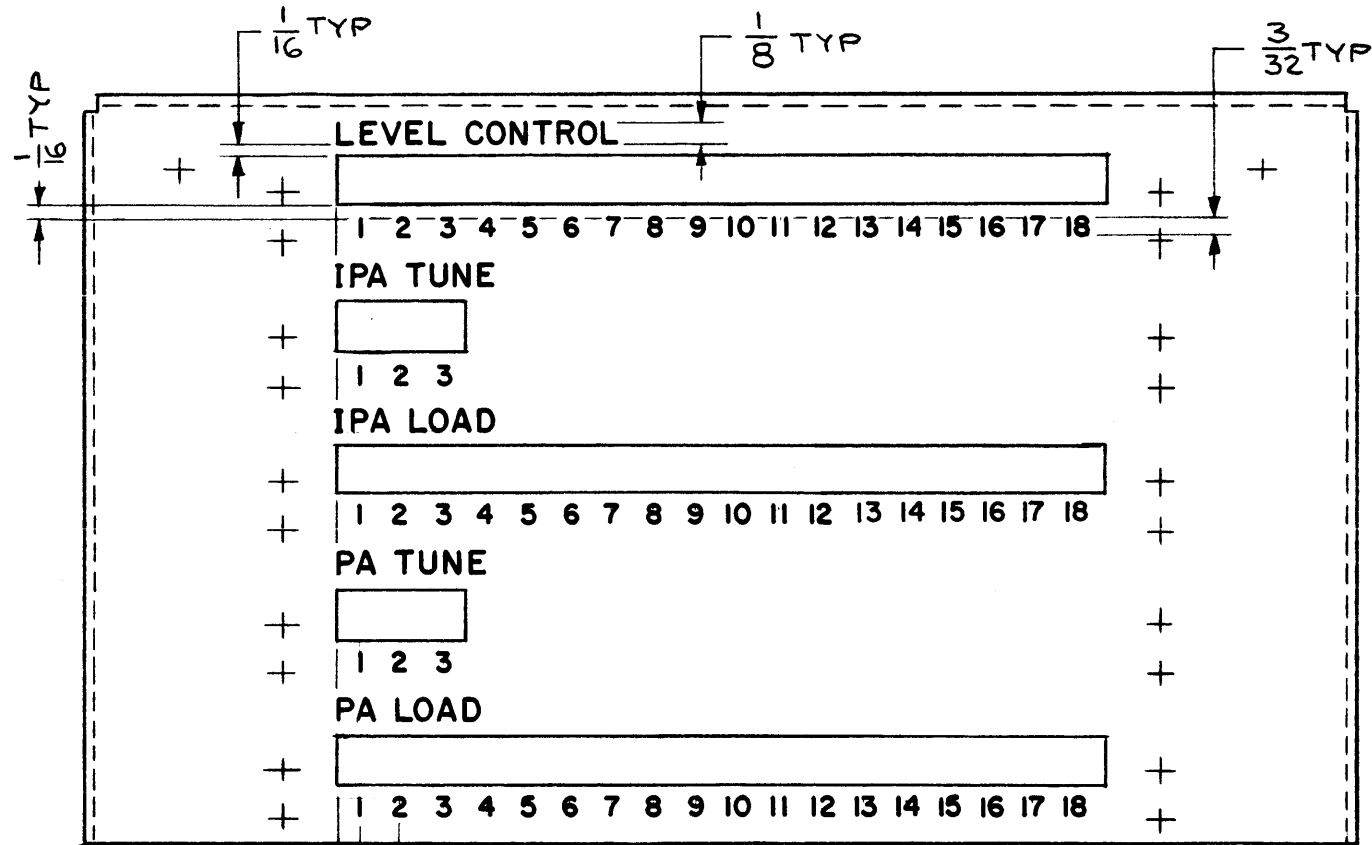 1/16 TYP
1/8 TYP
3/32 TYP
1/16 TYP
LEVEL CONTROL
1 2 3 4 5 6 7 8 9 10 11 12 13 14 15 16 17 18
IPA TUNE
1 2 3
IPA LOAD
1 2 3 4 5 6 7 8 9 10 11 12 13 14 15 16 17 18
PA TUNE
1 2 3
PA LOAD
1 2 3 4 5 6 7 8 9 10 11 12 13 14 15 16 17 18